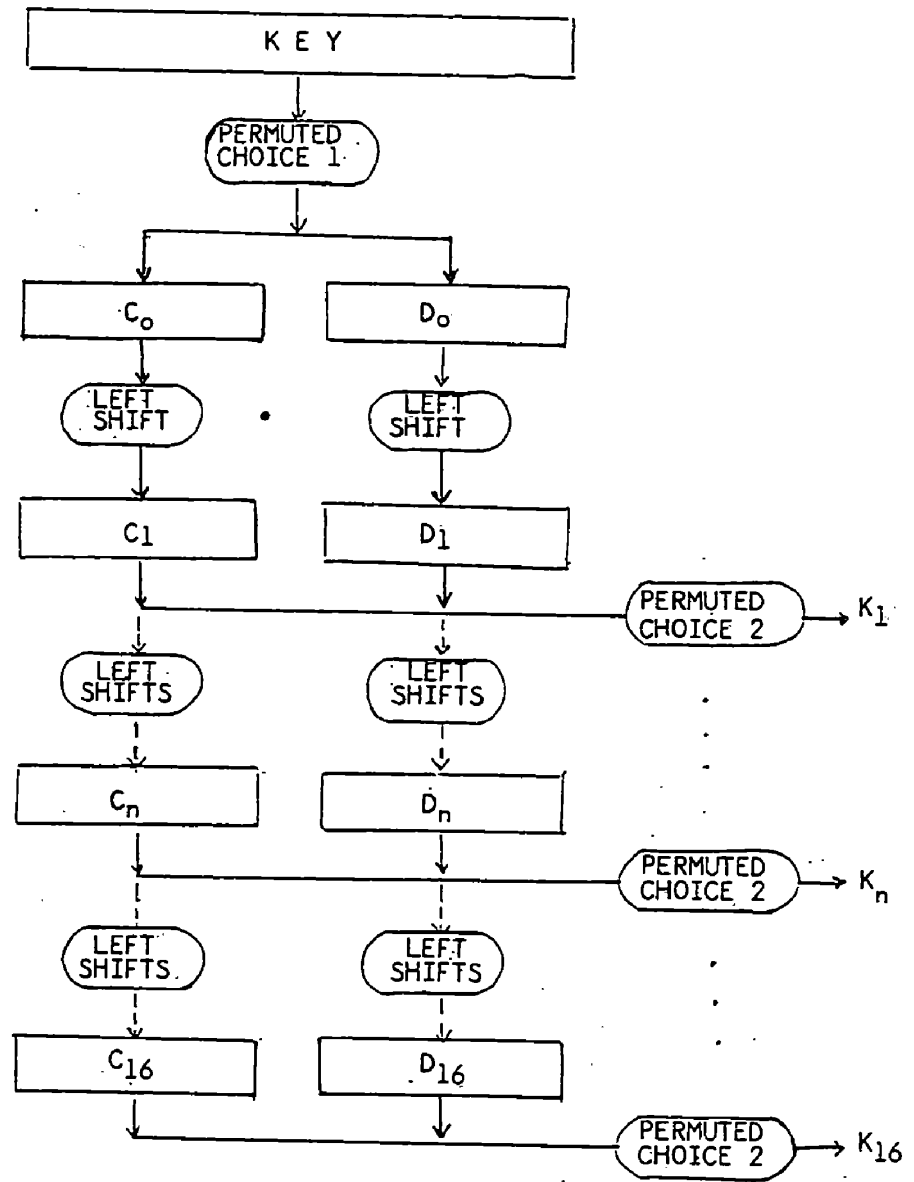 K E Y
PERMUTED
CHOICE 1
C₀
D₀
LEFT
SHIFT
LEFT
SHIFT
C₁
D₁
PERMUTED
CHOICE 2
K₁
LEFT
SHIFTS
LEFT
SHIFTS
Cₙ
Dₙ
PERMUTED
CHOICE 2
Kₙ
LEFT
SHIFTS
LEFT
SHIFTS
C₁₆
D₁₆
PERMUTED
CHOICE 2
K₁₆